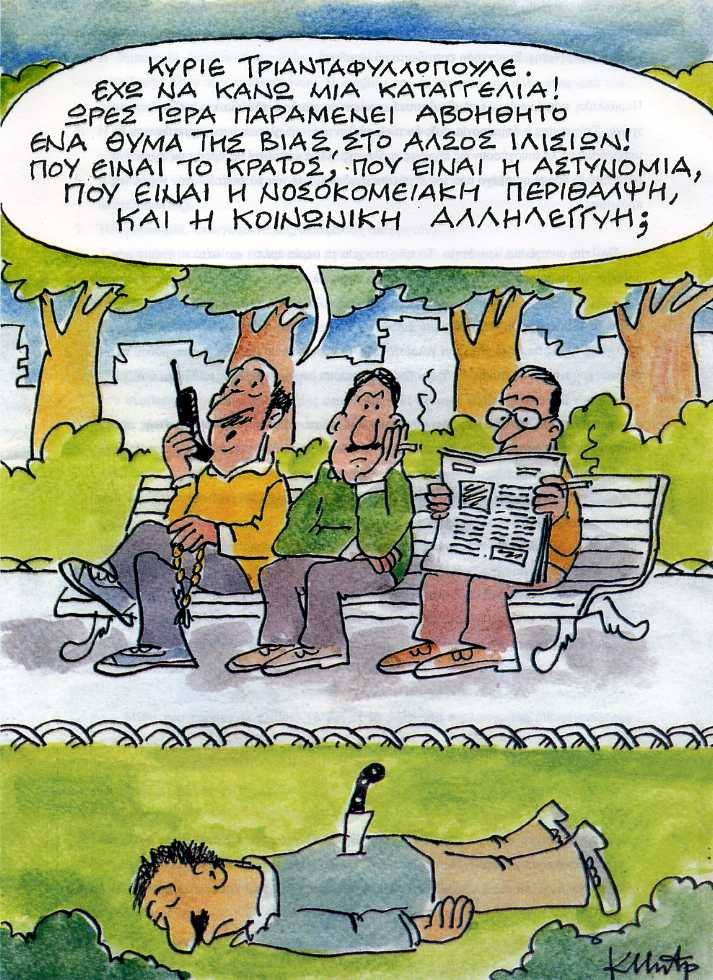 ΚΥΡΙΕ ΤΡΙΑΝΤΑΦΥΛΛΟΠΟΥΛΕ.
ΕΧΩ ΝΑ ΚΑΝΩ ΜΙΑ ΚΑΤΑΓΓΕΛΙΑ!
ΩΡΕΣ ΤΩΡΑ ΠΑΡΑΜΕΝΕΙ ΑΒΟΗΘΗΤΟ
ΕΝΑ ΘΥΜΑ ΤΗΣ ΒΙΑΣ, ΣΤΟ ΑΛΣΟΣ ΙΛΙΣΙΩΝ!
ΠΟΥ ΕΙΝΑΙ ΤΟ ΚΡΑΤΟΣ, ΠΟΥ ΕΙΝΑΙ Η ΑΣΤΥΝΟΜΙΑ,
ΠΟΥ ΕΙΝΑΙ Η ΝΟΣΟΚΟΜΕΙΑΚΗ ΠΕΡΙΘΑΛΨΗ,
ΚΑΙ Η ΚΟΙΝΩΝΙΚΗ ΑΛΛΗΛΕΓΓΥΗ;